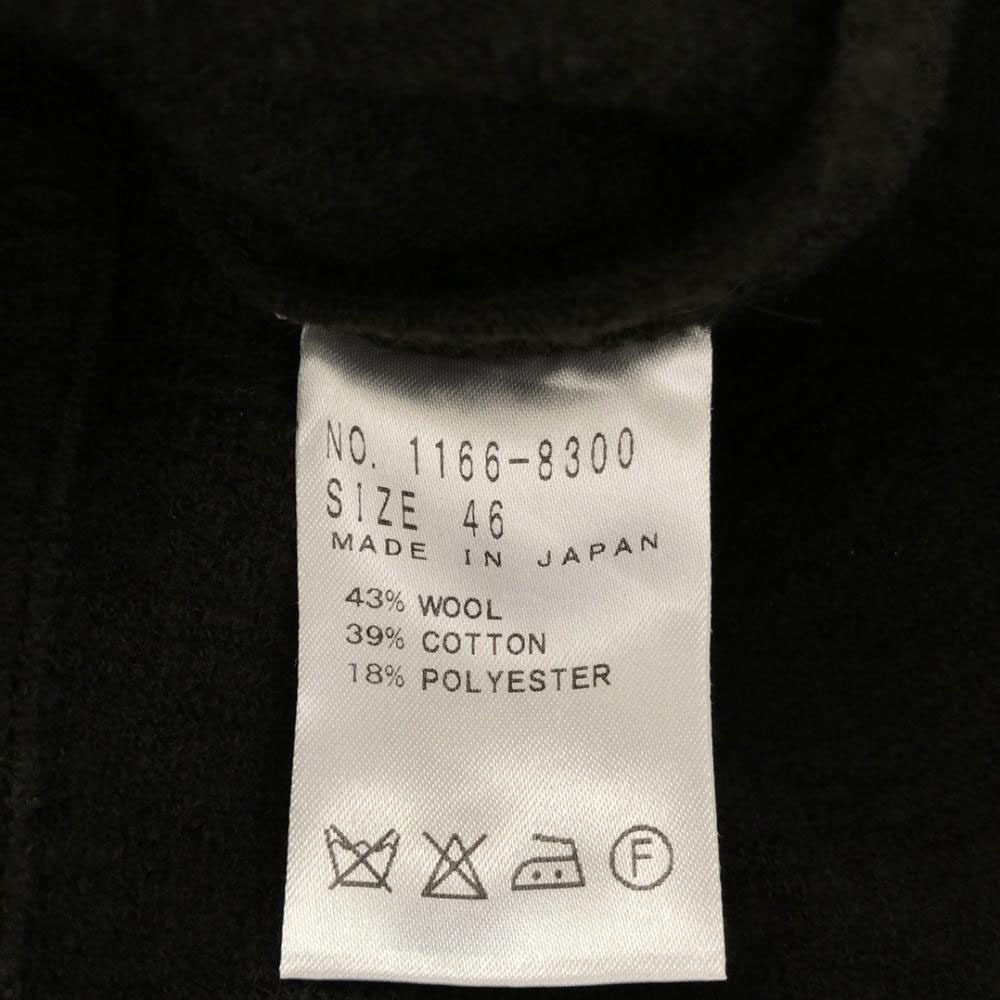 NO. 1166-8300
SIZE 46
MADE IN JAPAN
43% WOOL
39% COTTON
18% POLYESTER
F